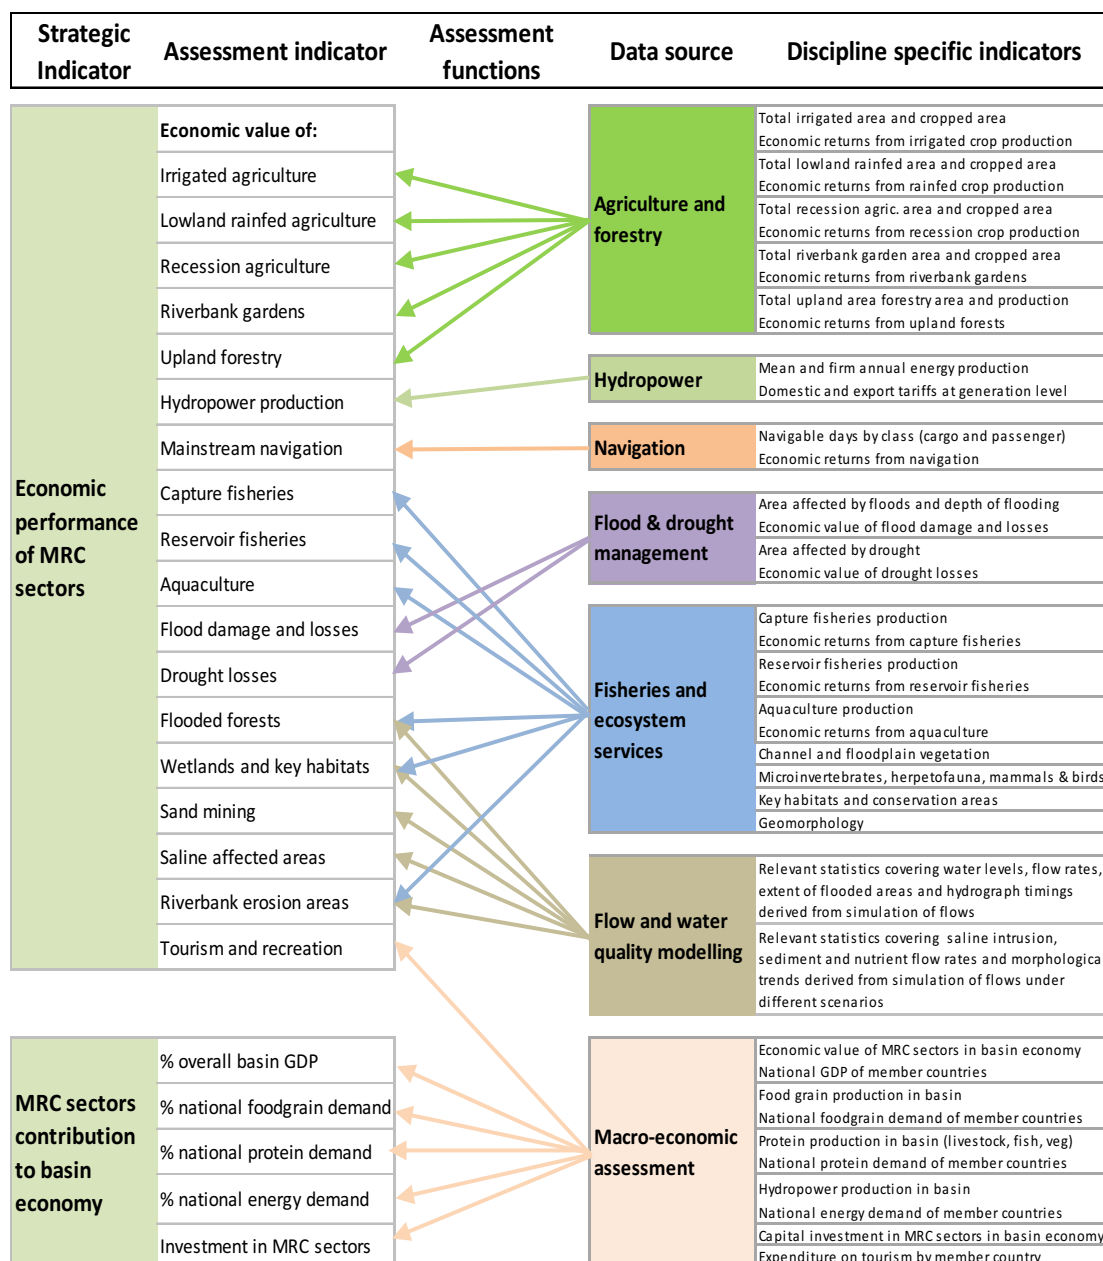 Strategic
Indicator
Assessment indicator
Assessment
functions
Data source
Discipline specific indicators
Economic
performance
of MRC
sectors
Economic value of:
Irrigated agriculture
Lowland rainfed agriculture
Recession agriculture
Riverbank gardens
Upland forestry
Hydropower production
Mainstream navigation
Capture fisheries
Reservoir fisheries
Aquaculture
Flood damage and losses
Drought losses
Flooded forests
Wetlands and key habitats
Sand mining
Saline affected areas
Riverbank erosion areas
Tourism and recreation
Agriculture and
forestry
Total irrigated area and cropped area
Economic returns from irrigated crop production
Total lowland rainfed area and cropped area
Economic returns from rainfed crop production
Total recession agric. area and cropped area
Economic returns from recession crop production
Total riverbank garden area and cropped area
Economic returns from riverbank gardens
Total upland area forestry area and production
Economic returns from upland forests
Hydropower
Mean and firm annual energy production
Domestic and export tariffs at generation level
Navigation
Navigable days by class (cargo and passenger)
Economic returns from navigation
Flood & drought
management
Area affected by floods and depth of flooding
Economic value of flood damage and losses
Area affected by drought
Economic value of drought losses
Fisheries and
ecosystem
services
Capture fisheries production
Economic returns from capture fisheries
Reservoir fisheries production
Economic returns from reservoir fisheries
Aquaculture production
Economic returns from aquaculture
Channel and floodplain vegetation
Microinvertebrates, herpetofauna, mammals & birds
Key habitats and conservation areas
Geomorphology
Flow and water
quality modelling
Relevant statistics covering water levels, flow rates,
extent of flooded areas and hydrograph timings
derived from simulation of flows
Relevant statistics covering saline intrusion,
sediment and nutrient flow rates and morphologica
trends derived from simulation of flows under
different scenarios
MRC sectors
contribution
to basin
economy
% overall basin GDP
% national foodgrain demand
% national protein demand
% national energy demand
Investment in MRC sectors
Macro-economic
assessment
Economic value of MRC sectors in basin economy
National GDP of member countries
Food grain production in basin
National foodgrain demand of member countries
Protein production in basin (livestock, fish, veg)
National protein demand of member countries
Hydropower production in basin
National energy demand of member countries
Capital investment in MRC sectors in basin economy
Expenditure on tourism by member country